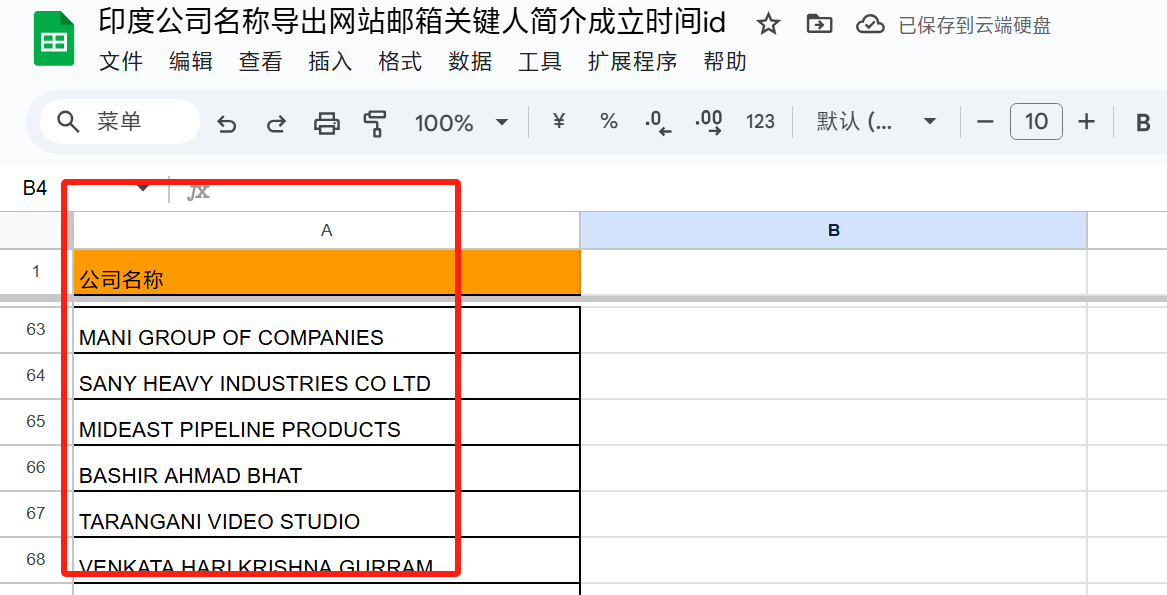 印度公司名称导出网站邮箱关键人简介成立时间id 已保存到云端硬盘
文件 编辑 查看 插入 格式 数据 工具 扩展程序 帮助
菜单 100% ¥ % .0 .00 123 默认 (... − 10 + B
B4 fx
A B
1 公司名称
63 MANI GROUP OF COMPANIES
64 SANY HEAVY INDUSTRIES CO LTD
65 MIDEAST PIPELINE PRODUCTS
66 BASHIR AHMAD BHAT
67 TARANGANI VIDEO STUDIO
68 VENKATA HARI KRISHNA GURRAM